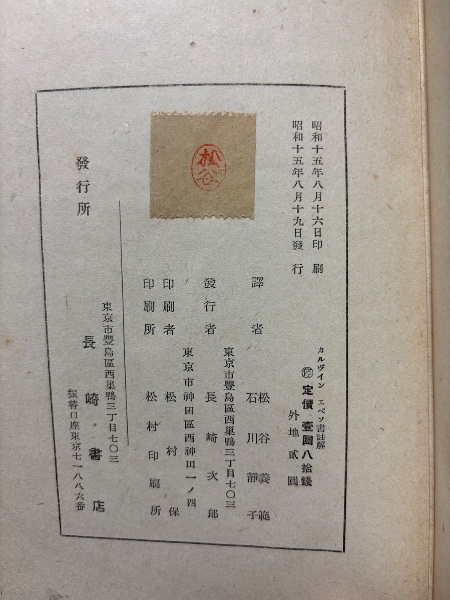 昭和十五年八月十六日印刷
昭和十五年八月十九日發行
カルヴイン エペソ書註解
㊞ 定價・壹圓八拾錢
外地貳圓
譯者 松谷義範
石川靜子
東京市豐島區西巢鴨三丁目七〇三
發行者 長崎次郎
東京市神田區西神田一ノ四
印刷者 松村保
印刷所 松村印刷所
松谷
發行所
東京市豐島區西巢鴨三丁目七〇三
長崎書店
振替口座東京七一八八六番